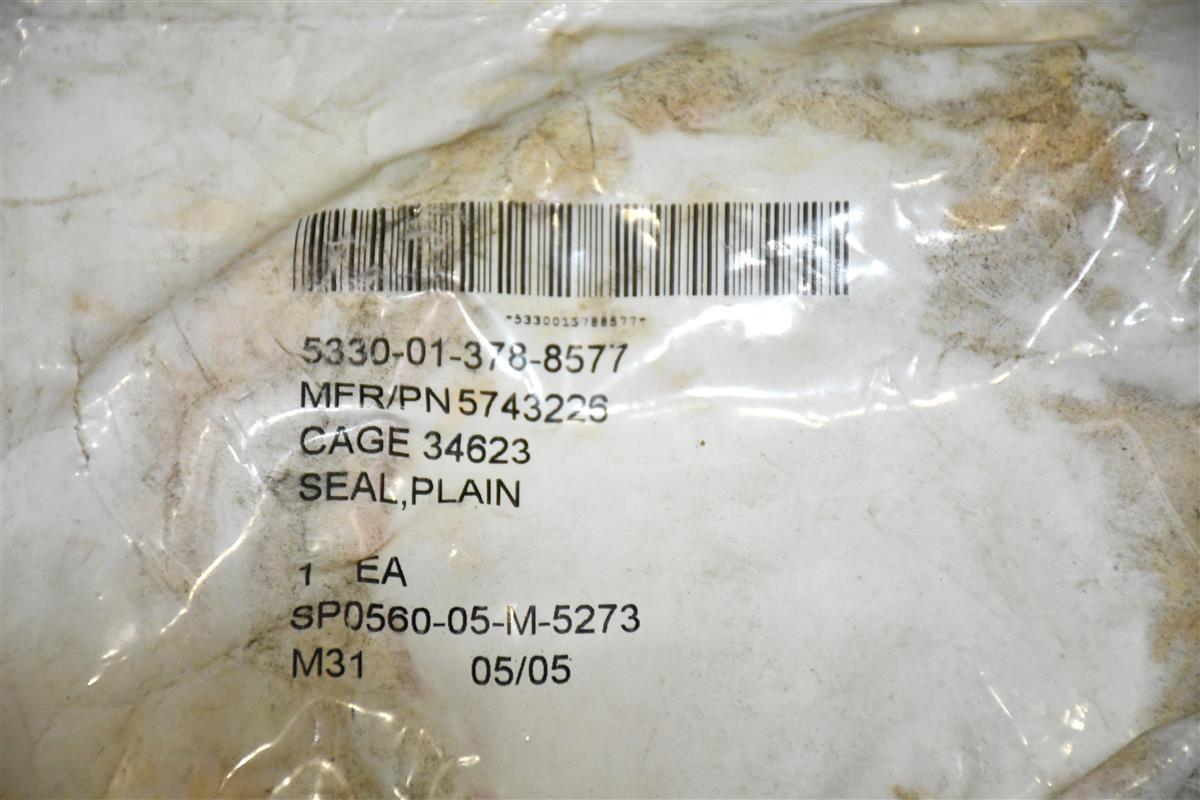 *5330013788577*
5330-01-378-8577
MFR/PN 5743226
CAGE 34623
SEAL,PLAIN
1 EA
SP0560-05-M-5273
M31 05/05